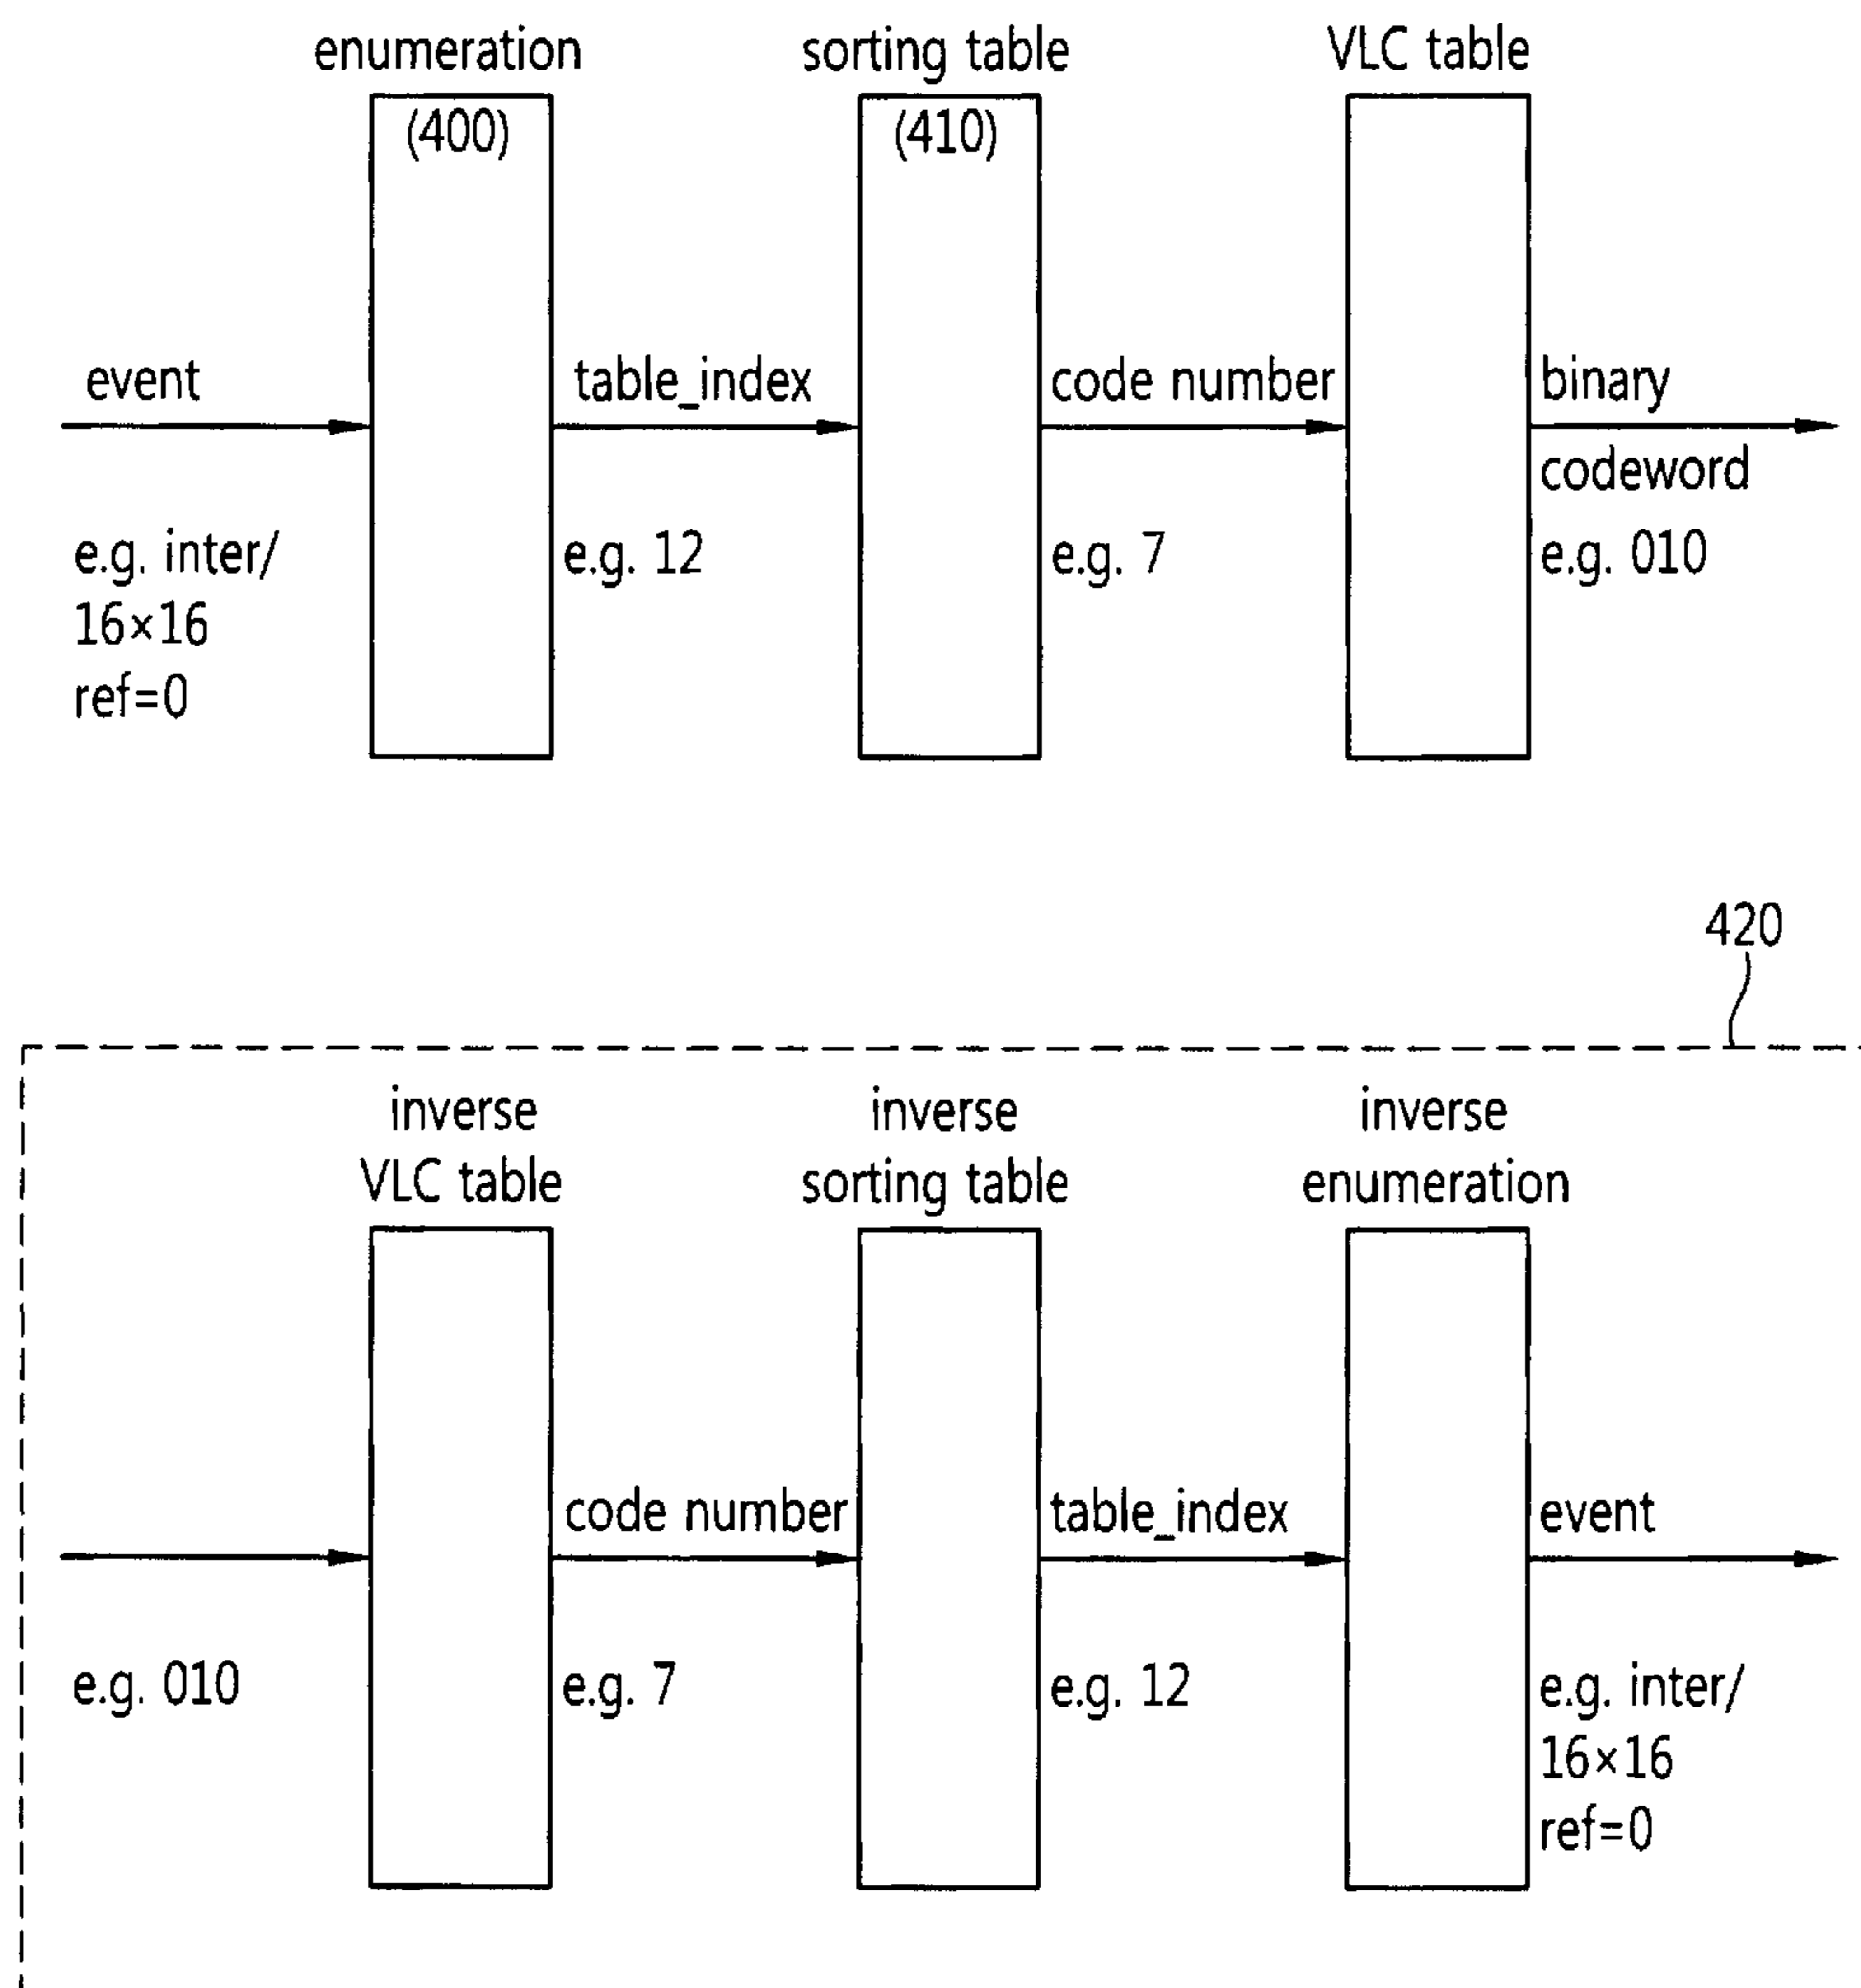 enumeration sorting table VLC table
(400) (410)
event table_index code number binary
codeword
e.g. inter/ e.g. 12 e.g. 7 e.g. 010
16×16
ref=0
420
inverse inverse inverse
VLC table sorting table enumeration
code number table_index event
e.g. 010 e.g. 7 e.g. 12 e.g. inter/
16×16
ref=0